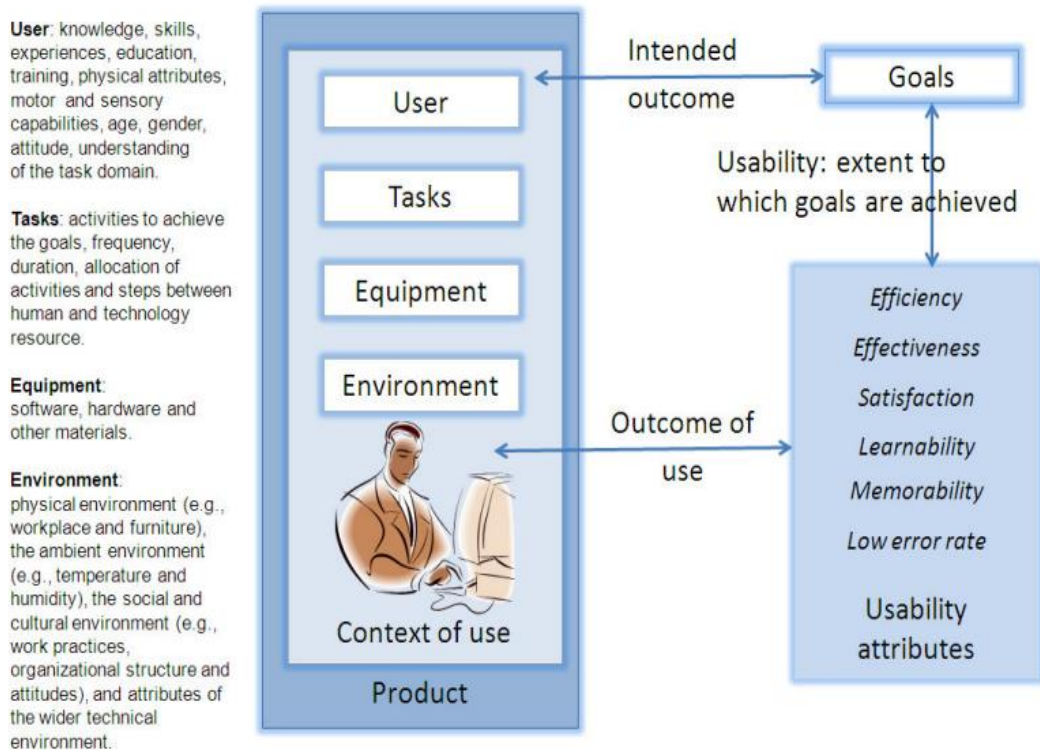 User: knowledge, skills,
experiences, education,
training, physical attributes,
motor and sensory
capabilities, age, gender,
attitude, understanding
of the task domain.
Tasks: activities to achieve
the goals, frequency,
duration, allocation of
activities and steps between
human and technology
resource.
Equipment:
software, hardware and
other materials.
Environment:
physical environment (e.g.,
workplace and furniture),
the ambient environment
(e.g., temperature and
humidity), the social and
cultural environment (e.g.,
work practices,
organizational structure and
attitudes), and attributes of
the wider technical
environment.
User
Tasks
Equipment
Environment
Context of use
Product
Intended
outcome
Goals
Usability: extent to
which goals are achieved
Outcome of
use
Efficiency
Effectiveness
Satisfaction
Learnability
Memorability
Low error rate
Usability
attributes